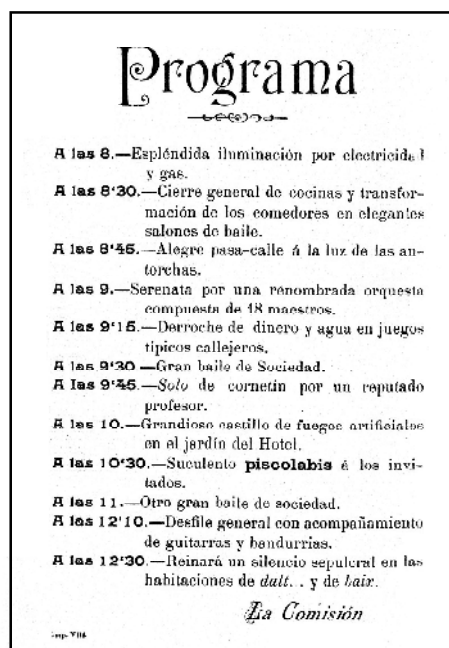 Programa
A las 8.—Espléndida iluminación por electricidad
y gas.
A las 8'30.—Cierre general de cocinas y transfor-
mación de los comedores en elegantes
salones de baile.
A las 8'45.—Alegre pasa-calle á la luz de las an-
torchas.
A las 9.—Serenata por una renombrada orquesta
compuesta de 18 maestros.
A las 9'15.—Derroche de dinero y agua en juegos
típicos callejeros.
A las 9'30 —Gran baile de Sociedad.
A las 9'45.—Solo de cornetín por un reputado
profesor.
A las 10.—Grandioso castillo de fuegos artificiales
en el jardín del Hotel.
A las 10'30.—Suculento piscolabis á los invi-
tados.
A las 11.—Otro gran baile de sociedad.
A las 12'10.—Desfile general con acompañamiento
de guitarras y bandurrias.
A las 12'30.—Reinará un silencio sepulcral en las
habitaciones de dalt. . y de baix.
La Comisión